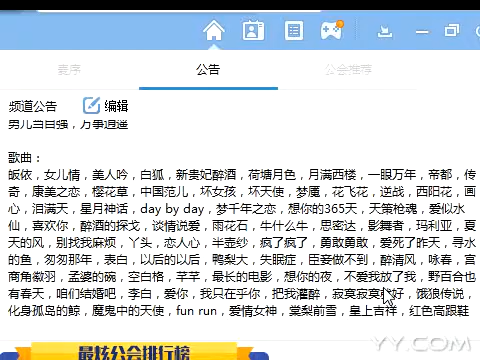 麦序 公告 公会推荐
频道公告 编辑
男儿当自强，万事逍遥
歌曲：
皈依，女儿情，美人吟，白狐，新贵妃醉酒，荷塘月色，月满西楼，一眼万年，帝都，传
奇，康美之恋，樱花草，中国范儿，坏女孩，坏天使，梦魇，花飞花，逆战，西阳花，画
心，泪满天，星月神话，day by day，梦千年之恋，想你的365天，天策枪魂，爱似水
仙，喜欢你，醉酒的探戈，谈情说爱，雨花石，牛什么牛，思密达，影舞者，玛利亚，夏
天的风，别找我麻烦，丫头，恋人心，半壶纱，疯了疯了，勇敢勇敢，爱死了昨天，寻水
的鱼，匆匆那年，表白，以后的以后，鸭梨大，失眠症，臣妾做不到，醉清风，咏春，宫
商角徵羽，孟婆的碗，空白格，芊芊，最长的电影，想你的夜，不爱我放了我，野百合也
有春天，咱们结婚吧，李白，爱你，我只在乎你，把我灌醉，寂寞寂寞就好，饿狼传说，
化身孤岛的鲸，魔鬼中的天使，fun run，爱情女神，棠梨煎雪，皇上吉祥，红色高跟鞋
最核公会排行榜
YY.COM